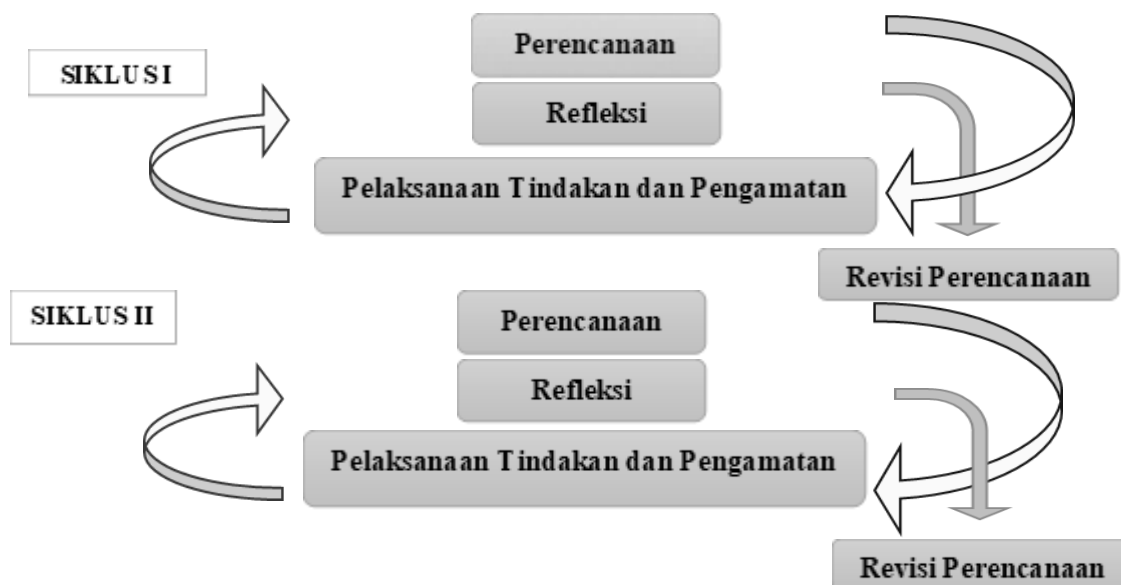 Perencanaan
SIKLUS I
Refleksi
Pelaksanaan Tindakan dan Pengamatan
Revisi Perencanaan
SIKLUS II
Perencanaan
Refleksi
Pelaksanaan Tindakan dan Pengamatan
Revisi Perencanaan